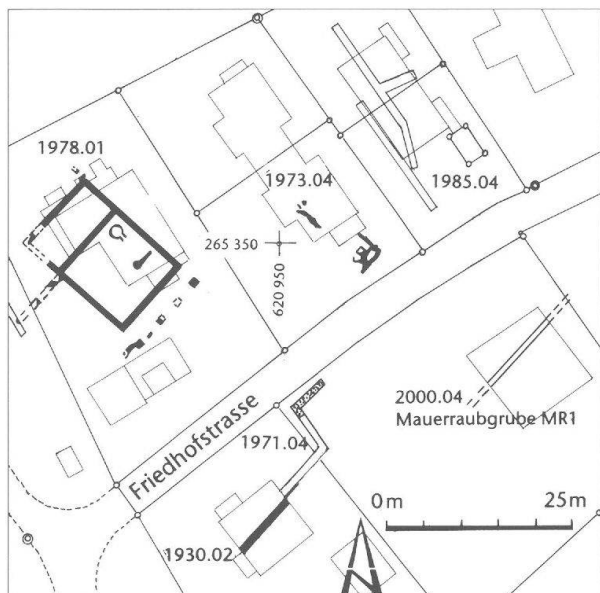 1978.01
1973.04
1985.04
265 350
620 950
2000.04
Mauerraubgrube MR1
Friedhofstrasse
1971.04
0m 25m
1930.02
N